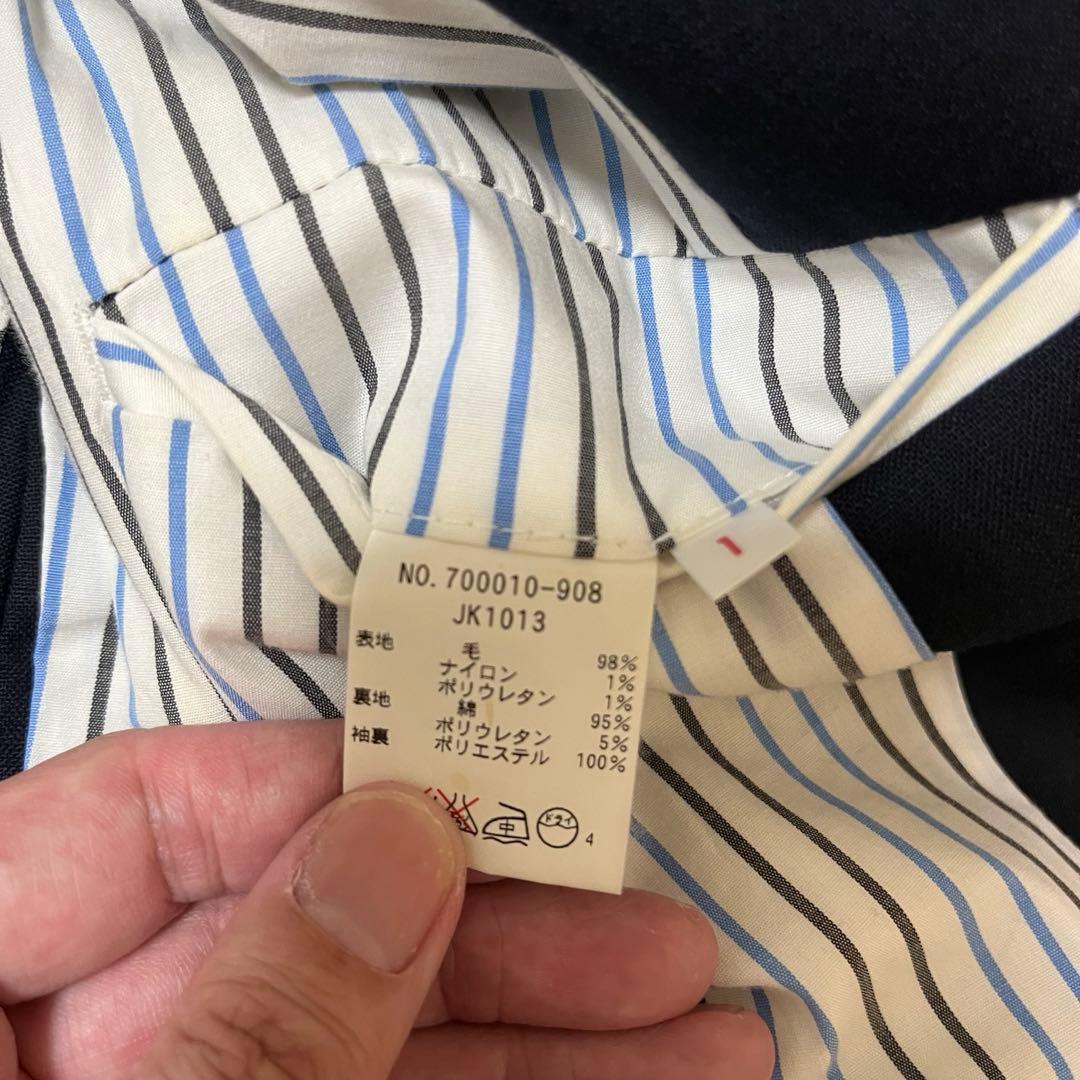 1
NO. 700010-908
JK1013
表地 毛 98%
ナイロン 1%
ポリウレタン 1%
裏地 綿 95%
ポリウレタン 5%
袖裏 ポリエステル 100%
中 ドライ 4